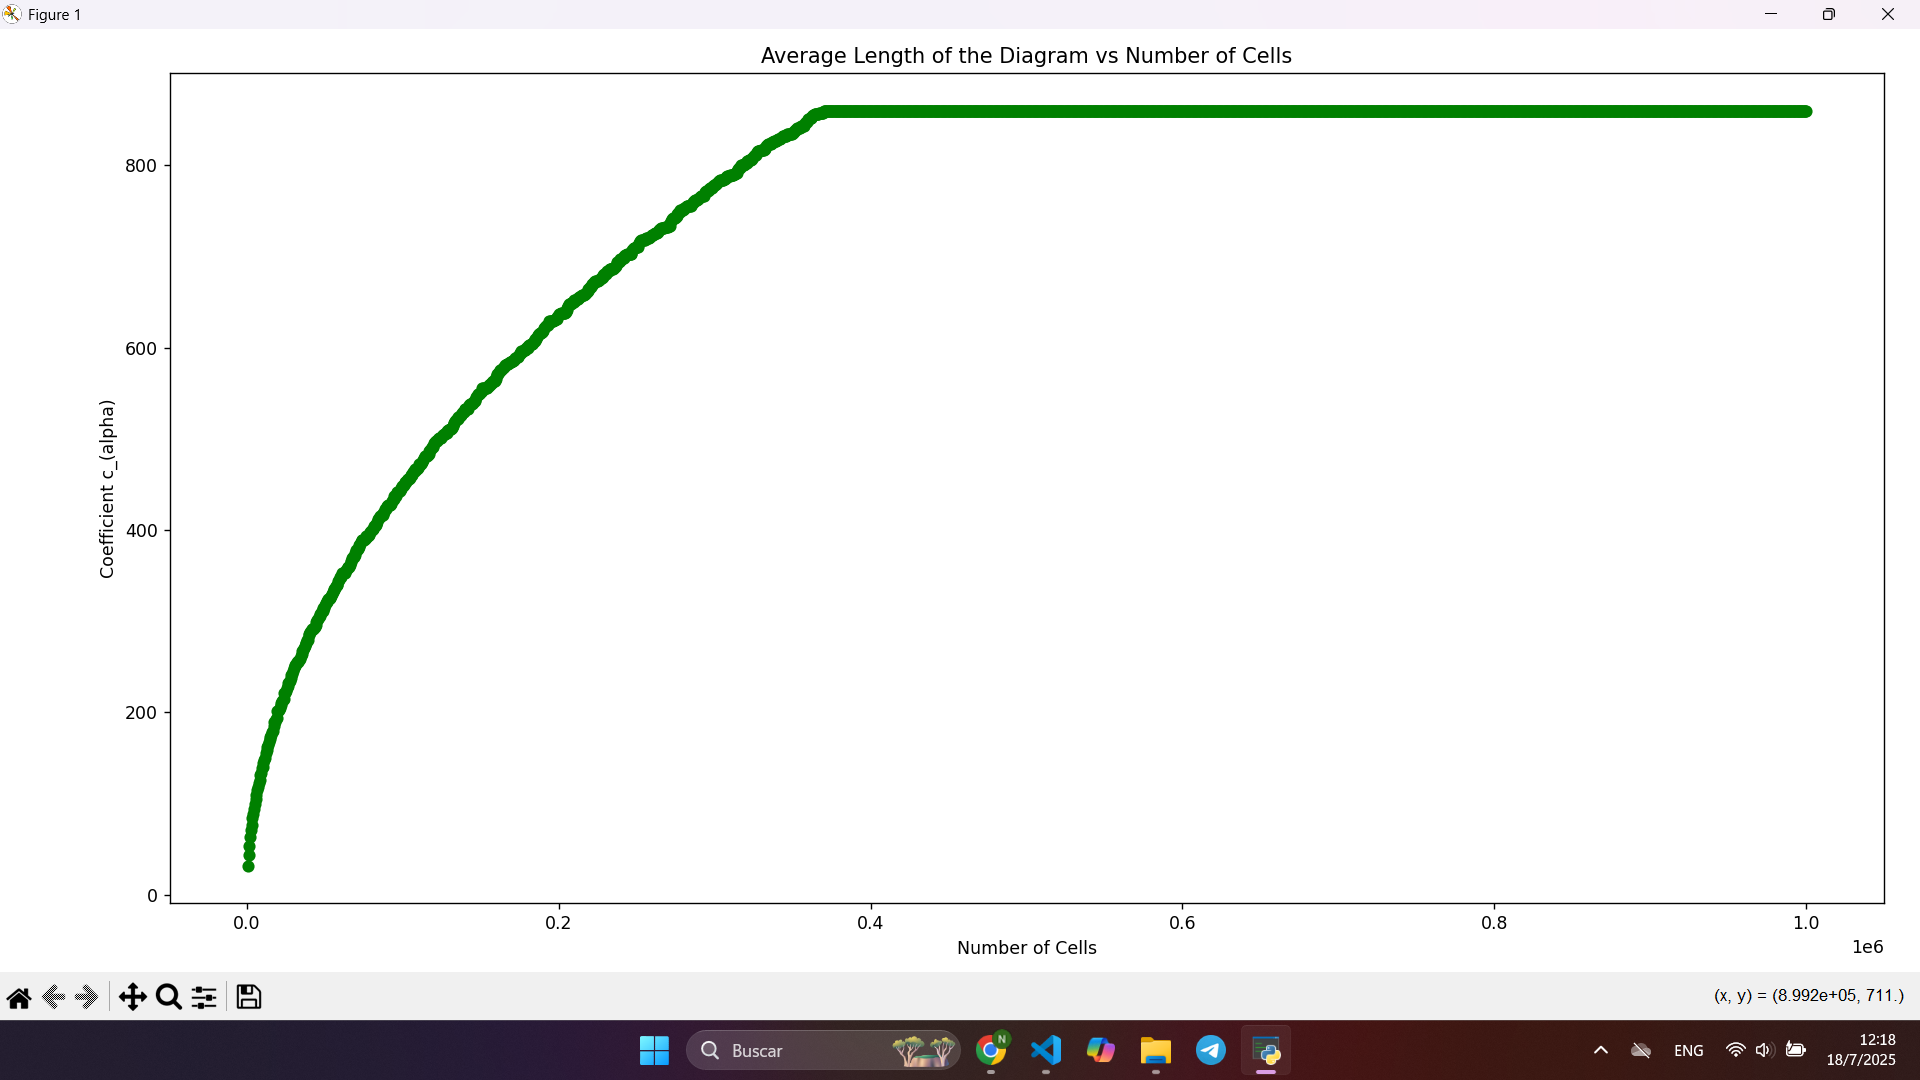 Figure 1
Average Length of the Diagram vs Number of Cells
Coefficient c_(alpha)
800
600
400
200
0
0.0 0.2 0.4 0.6 0.8 1.0
1e6
Number of Cells
(x, y) = (8.992e+05, 711.)
Buscar
N
ENG
12:18
18/7/2025